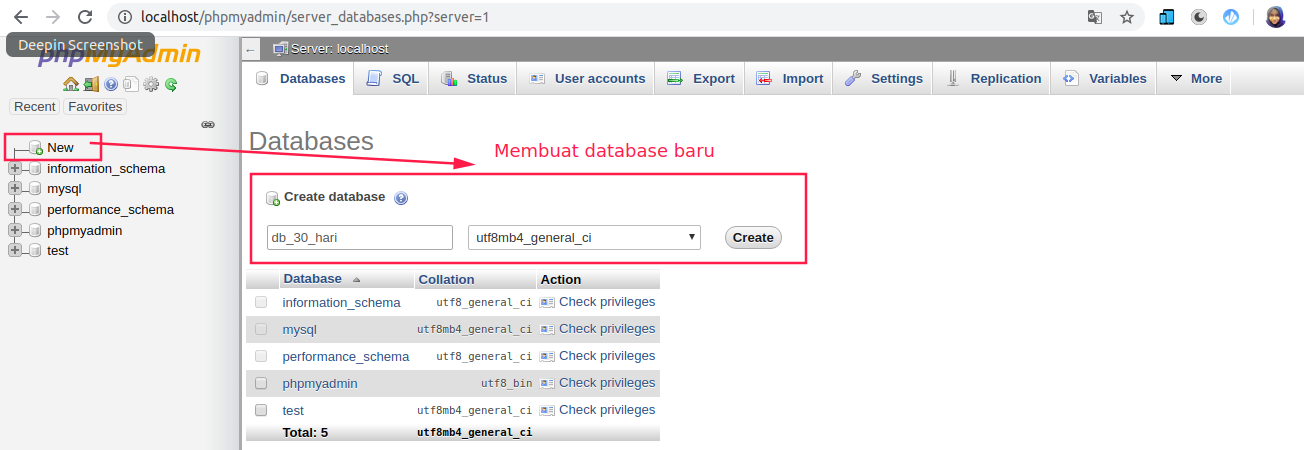 localhost/phpmyadmin/server_databases.php?server=1
Deepin Screenshot
phpMyAdmin
Server: localhost
Databases SQL Status User accounts Export Import Settings Replication Variables More
Recent Favorites
New
information_schema
mysql
performance_schema
phpmyadmin
test
Databases
Membuat database baru
Create database
db_30_hari utf8mb4_general_ci Create
Database Collation Action
information_schema utf8_general_ci Check privileges
mysql utf8mb4_general_ci Check privileges
performance_schema utf8_general_ci Check privileges
phpmyadmin utf8_bin Check privileges
test utf8mb4_general_ci Check privileges
Total: 5 utf8mb4_general_ci